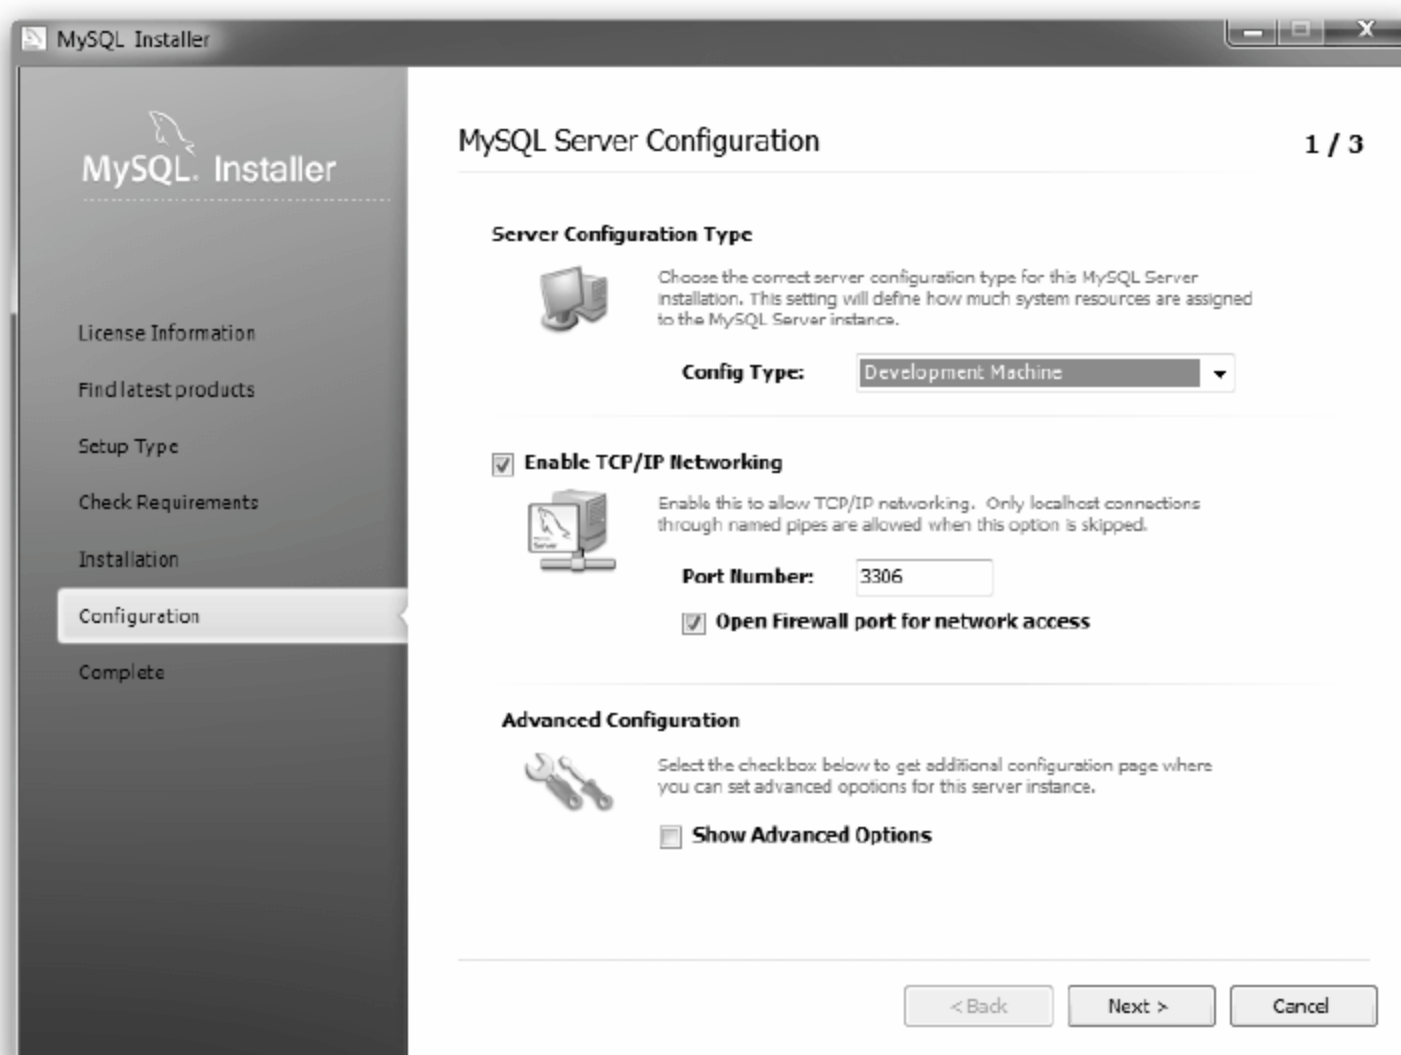 MySQL Installer
MySQL. Installer
License Information
Find latest products
Setup Type
Check Requirements
Installation
Configuration
Complete
MySQL Server Configuration
1 / 3
Server Configuration Type
Choose the correct server configuration type for this MySQL Server
installation. This setting will define how much system resources are assigned
to the MySQL Server instance.
Config Type:
Development Machine
Enable TCP/IP Networking
Enable this to allow TCP/IP networking. Only localhost connections
through named pipes are allowed when this option is skipped.
Server
Port Number:
3306
Open Firewall port for network access
Advanced Configuration
Select the checkbox below to get additional configuration page where
you can set advanced opotions for this server instance.
Show Advanced Options
< Back
Next >
Cancel